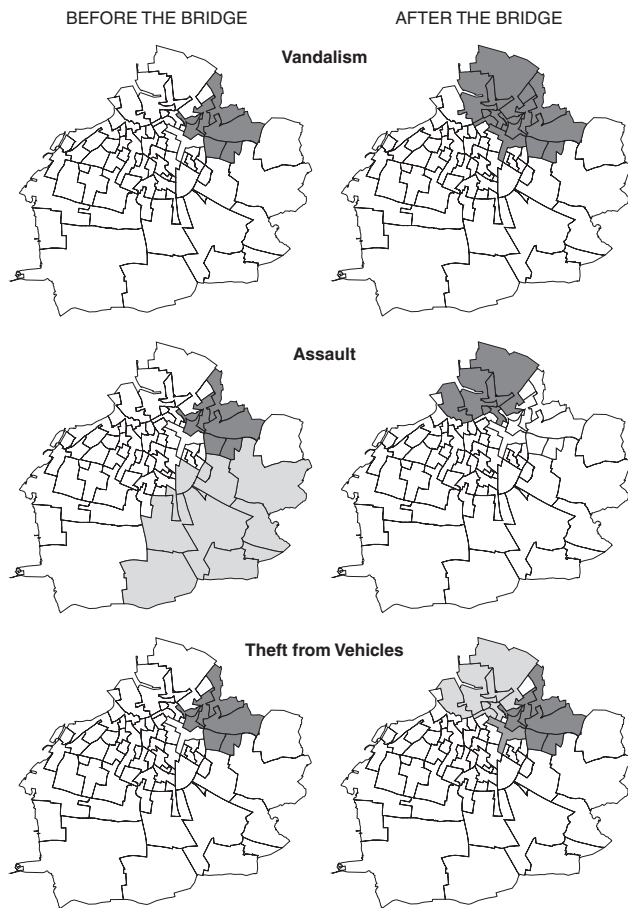 BEFORE THE BRIDGE
AFTER THE BRIDGE
Vandalism
Assault
Theft from Vehicles